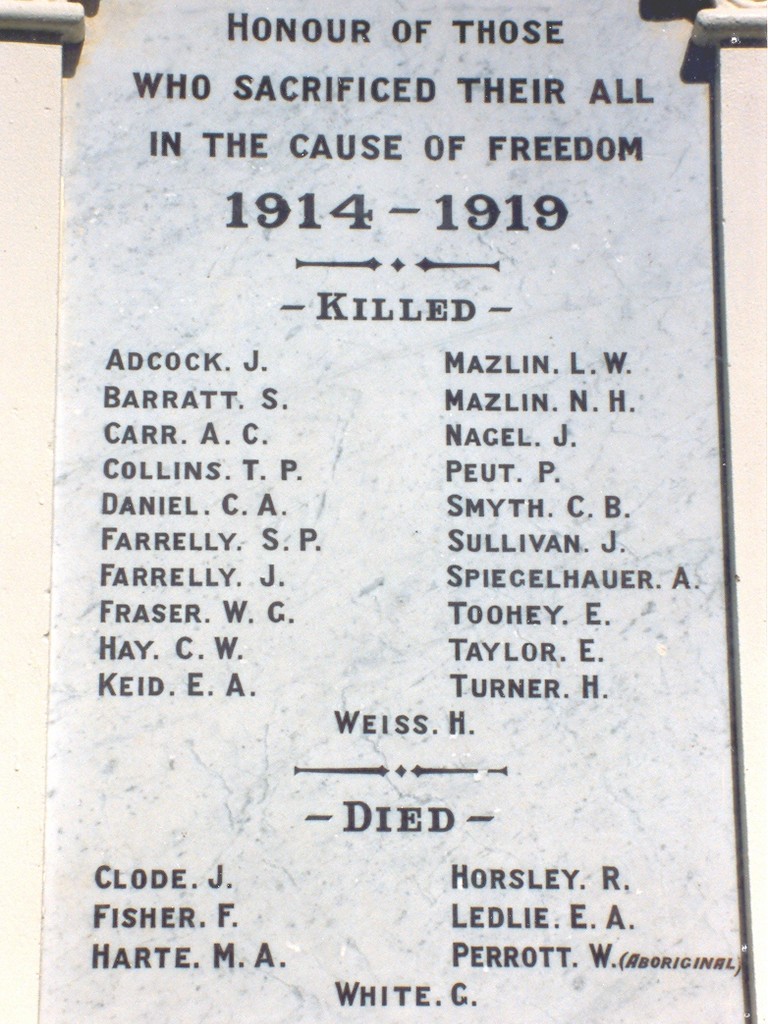 HONOUR OF THOSE
WHO SACRIFICED THEIR ALL
IN THE CAUSE OF FREEDOM
1914 – 1919
– KILLED –
ADCOCK. J.
BARRATT. S.
CARR. A. C.
COLLINS. T. P.
DANIEL. C. A.
FARRELLY. S. P.
FARRELLY. J.
FRASER. W. G.
HAY. C. W.
KEID. E. A.
MAZLIN. L. W.
MAZLIN. N. H.
NAGEL. J.
PEUT. P.
SMYTH. C. B.
SULLIVAN. J.
SPIEGELHAUER. A.
TOOHEY. E.
TAYLOR. E.
TURNER. H.
WEISS. H.
– DIED –
CLODE. J.
FISHER. F.
HARTE. M. A.
HORSLEY. R.
LEDLIE. E. A.
PERROTT. W. (ABORIGINAL)
WHITE. G.